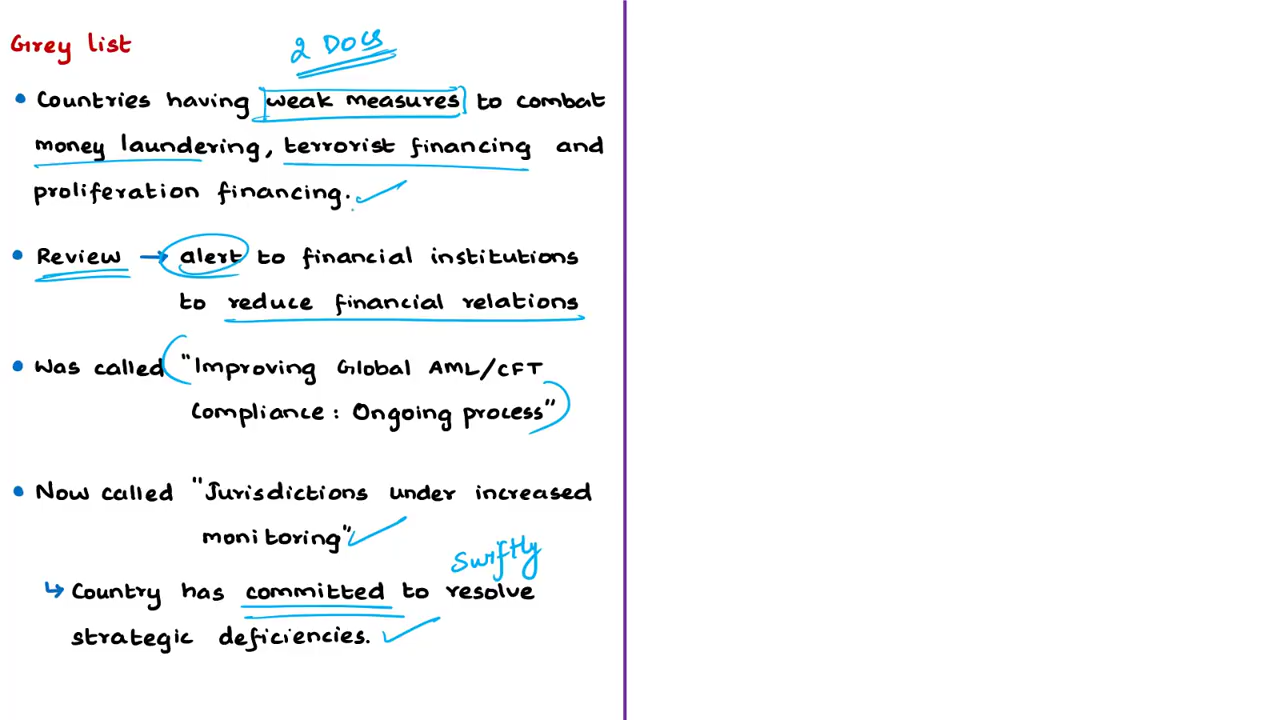 Grey list
2 Docs
• Countries having weak measures to combat
money laundering, terrorist financing and
proliferation financing.
• Review → alert to financial institutions
to reduce financial relations
• Was called "Improving Global AML/CFT
Compliance: Ongoing process"
• Now called "Jurisdictions under increased
monitoring"
Swiftly
↳ Country has committed to resolve
strategic deficiencies.